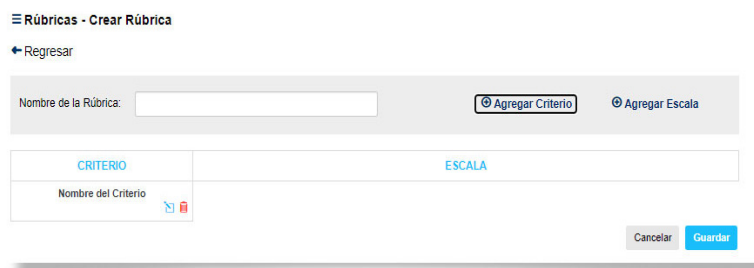 Rúbricas - Crear Rúbrica
Regresar
Nombre de la Rúbrica: Agregar Criterio Agregar Escala
CRITERIO ESCALA
Nombre del Criterio
Cancelar Guardar